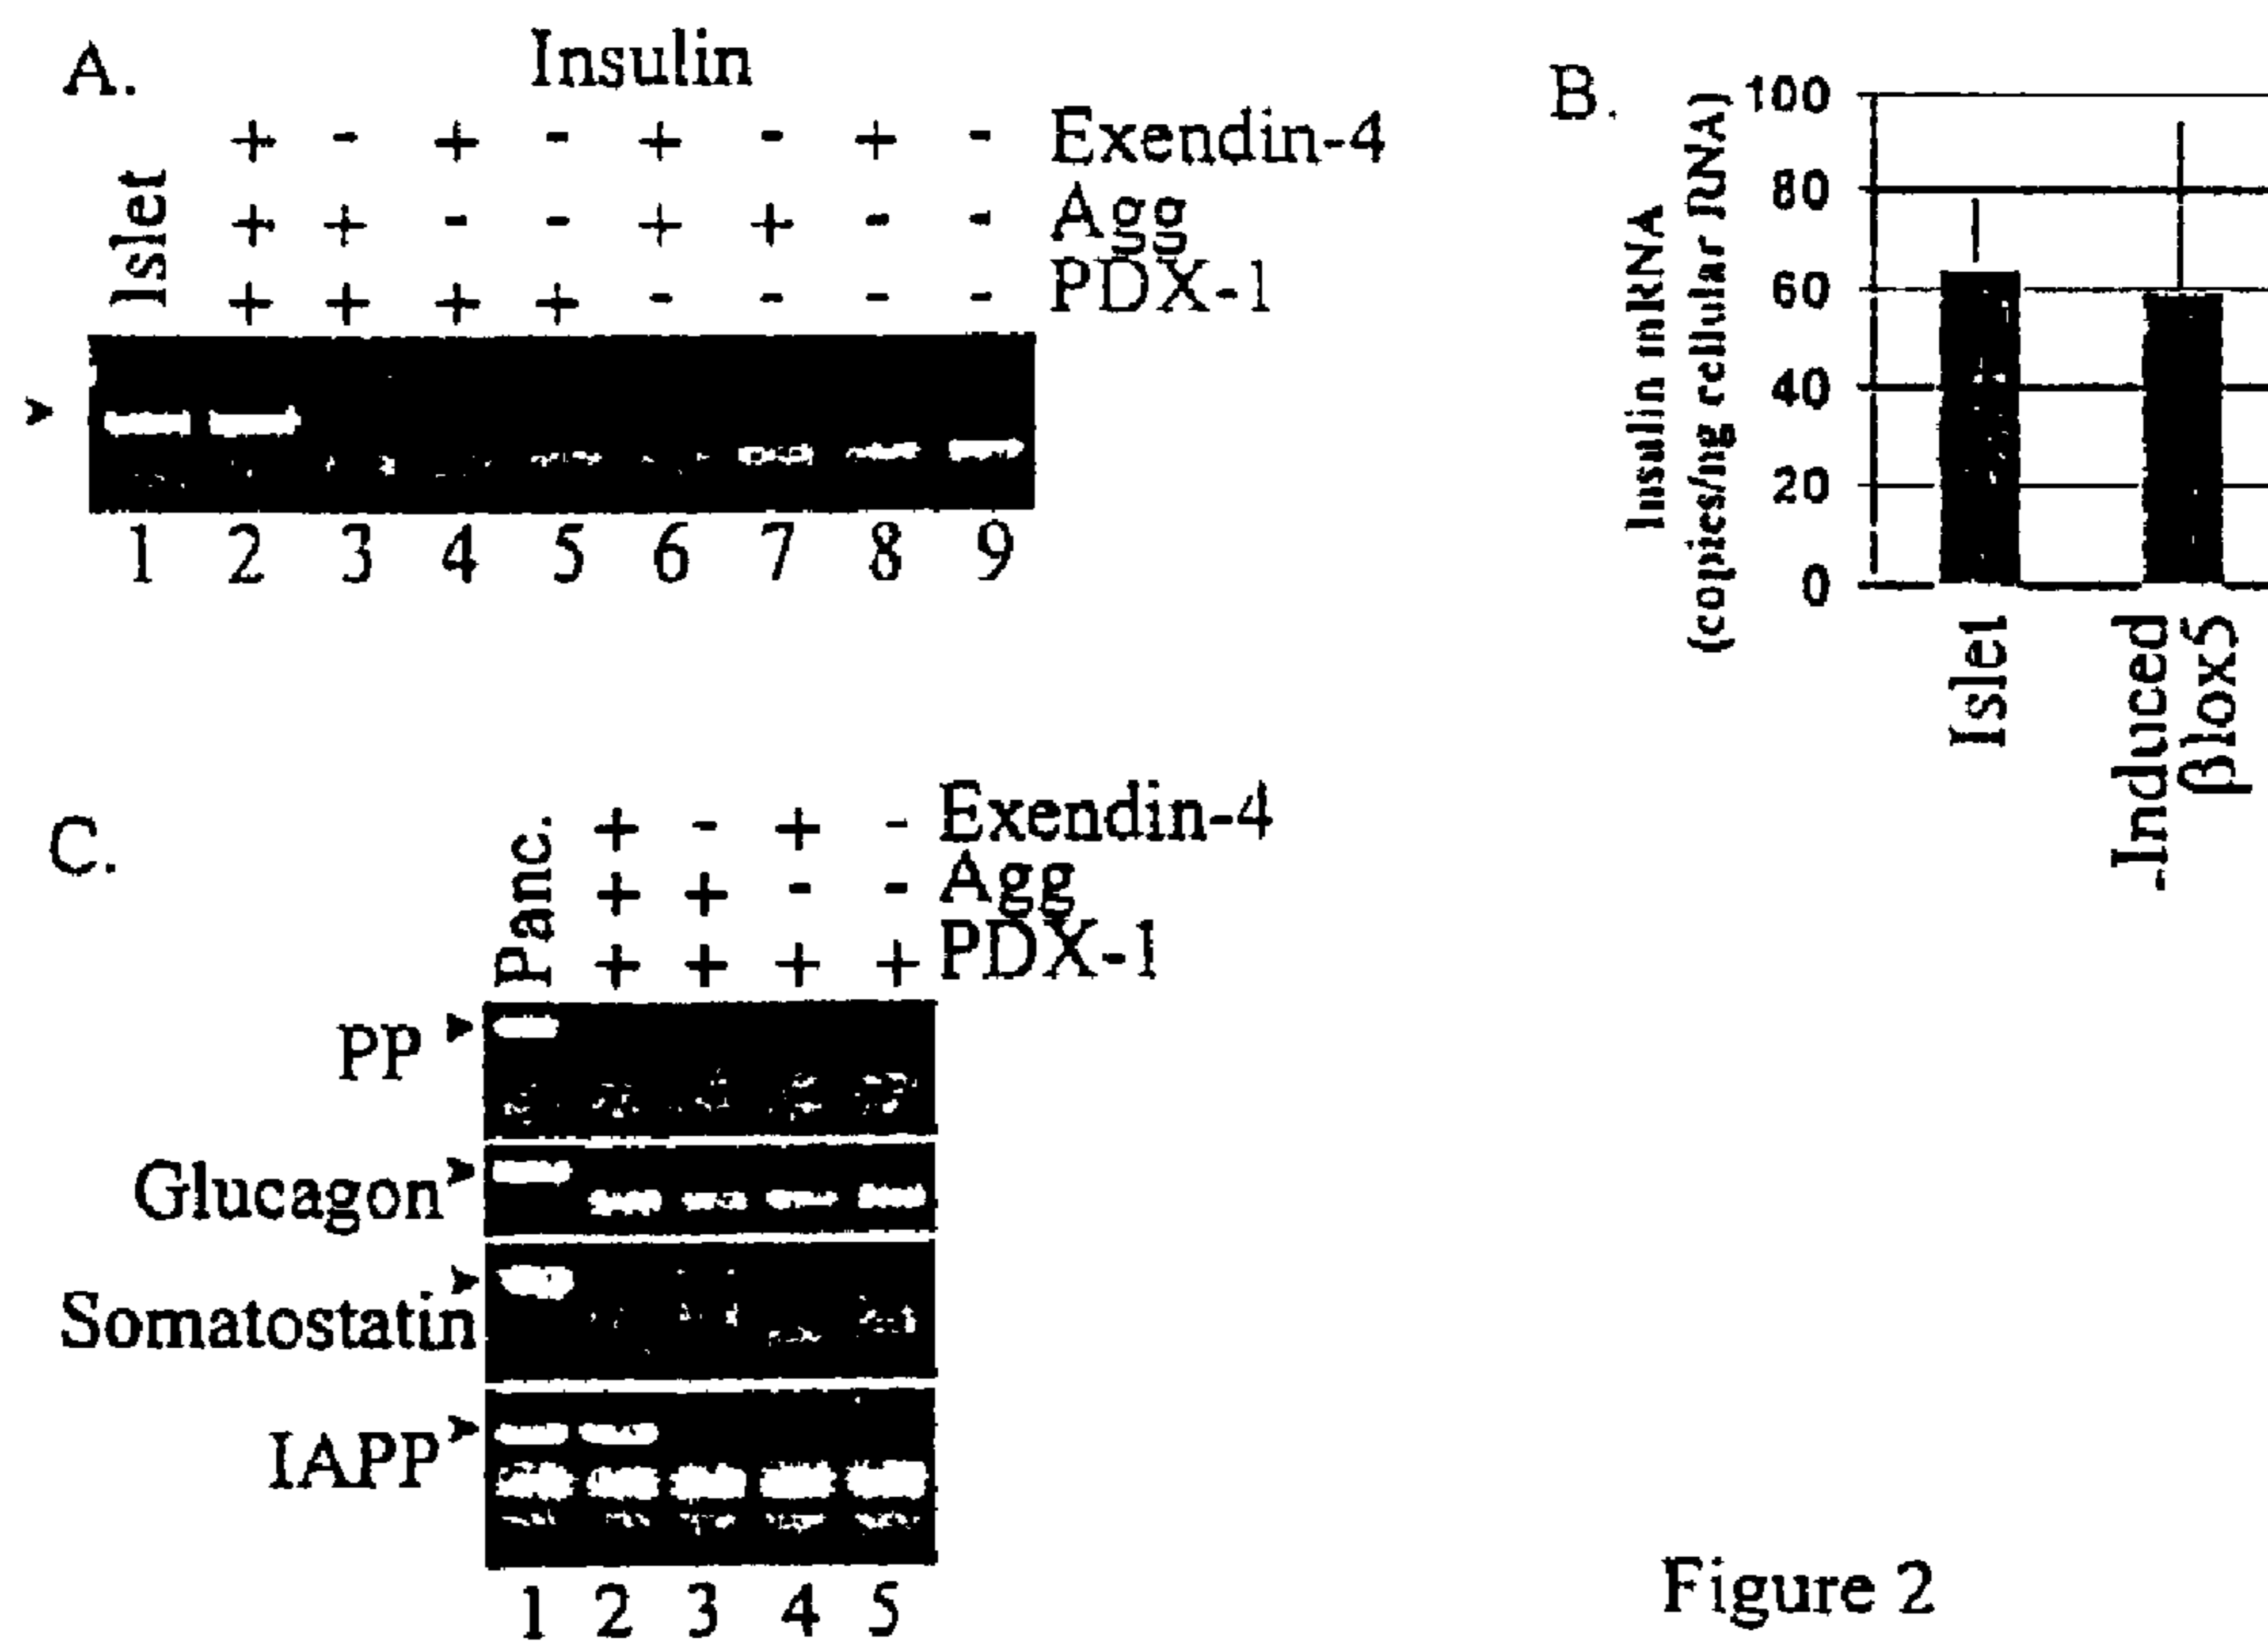 A.
Insulin
Islet
+ - + - + - + - Exendin-4
+ + - - + + - - Agg
+ + + + - - - - PDX-1
1 2 3 4 5 6 7 8 9
B.
Insulin mRNA
(copies/ng cellular RNA)
100
80
60
40
20
0
Islet
-Induced
βlox5
C.
Panc.
+ - + - Exendin-4
+ + - - Agg
+ + + + PDX-1
PP
Glucagon
Somatostatin
IAPP
1 2 3 4 5
Figure 2